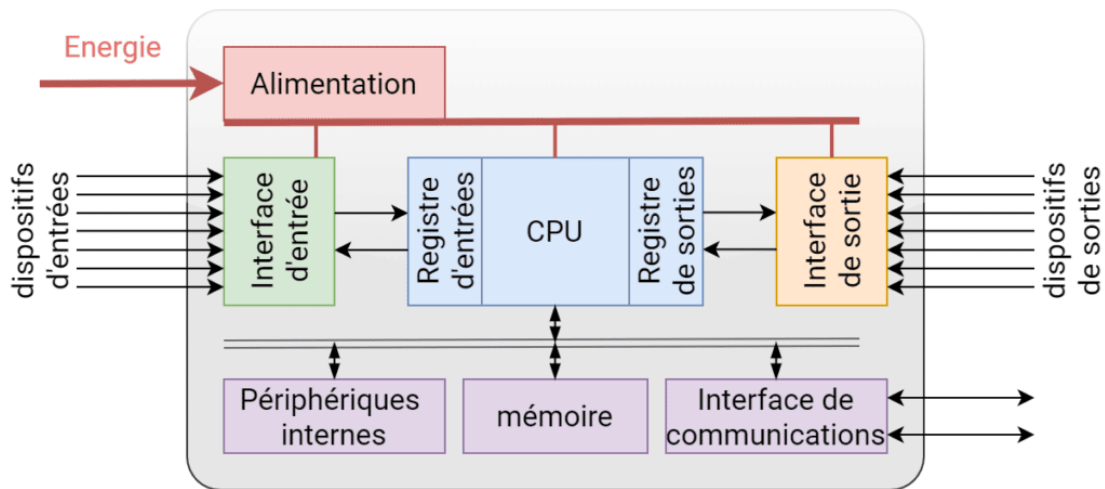 Energie
Alimentation
dispositifs
d'entrées
Interface
d'entrée
Registre
d'entrées
CPU
Registre
de sorties
Interface
de sortie
dispositifs
de sorties
Périphériques
internes
mémoire
Interface de
communications